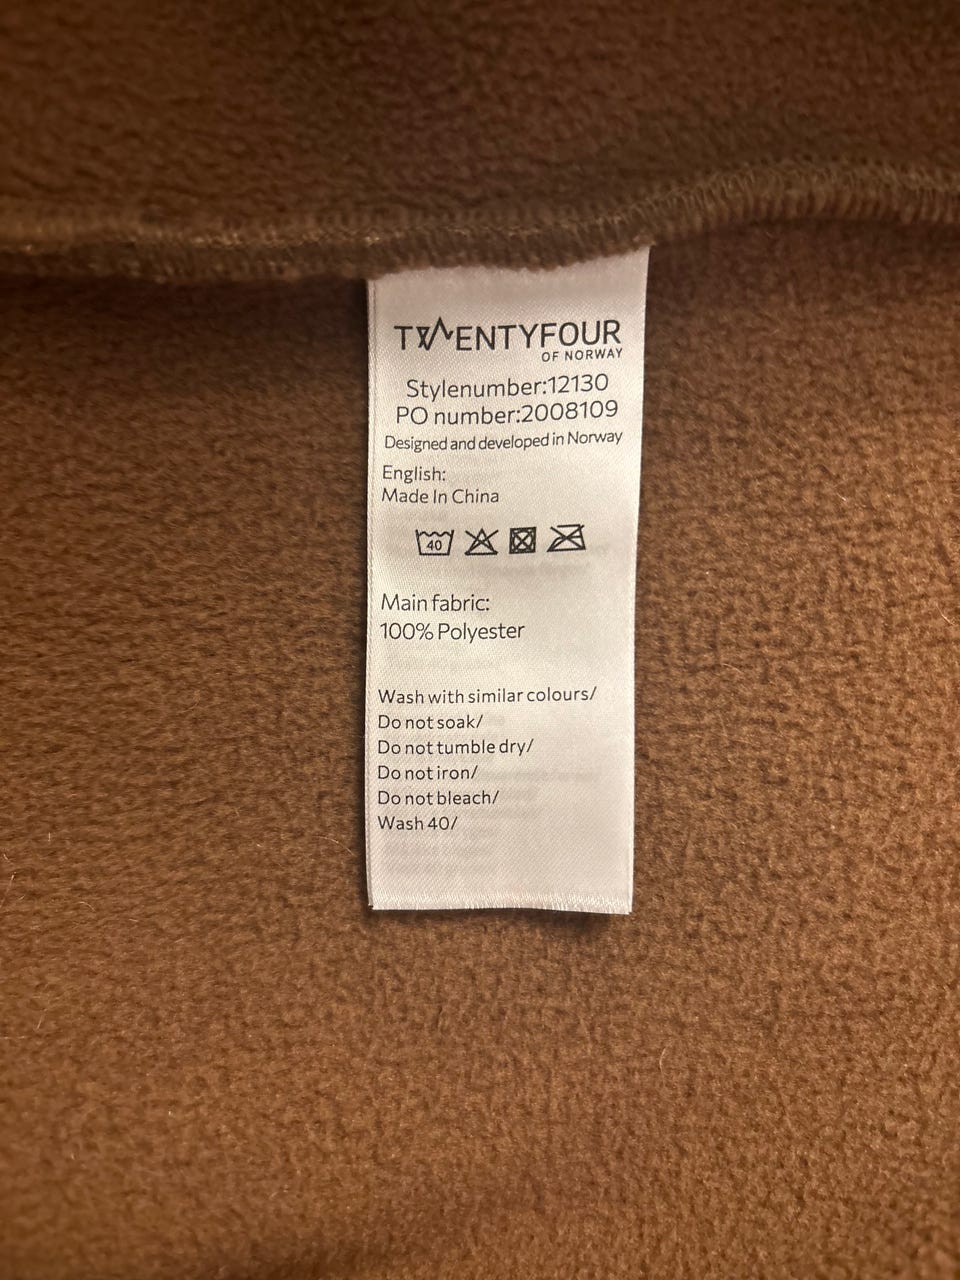 TWENTYFOUR
OF NORWAY
Stylenumber:12130
PO number:2008109
Designed and developed in Norway
English:
Made In China
40
Main fabric:
100% Polyester
Wash with similar colours/
Do not soak/
Do not tumble dry/
Do not iron/
Do not bleach/
Wash 40/